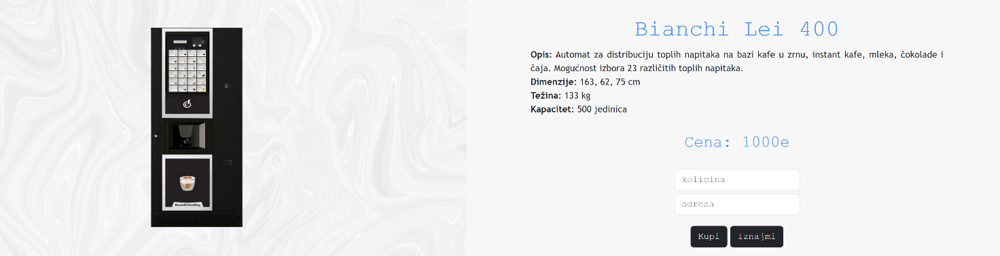 Bianchi Lei 400
Opis: Automat za distribuciju toplih napitaka na bazi kafe u zrnu, instant kafe, mleka, čokolade i
čaja. Mogućnost izbora 23 različitih toplih napitaka.
Dimenzije: 163, 62, 75 cm
Težina: 133 kg
Kapacitet: 500 jedinica
Cena: 1000e
kolicina
adresa
Kupi Iznajmi
Bianchi Vending